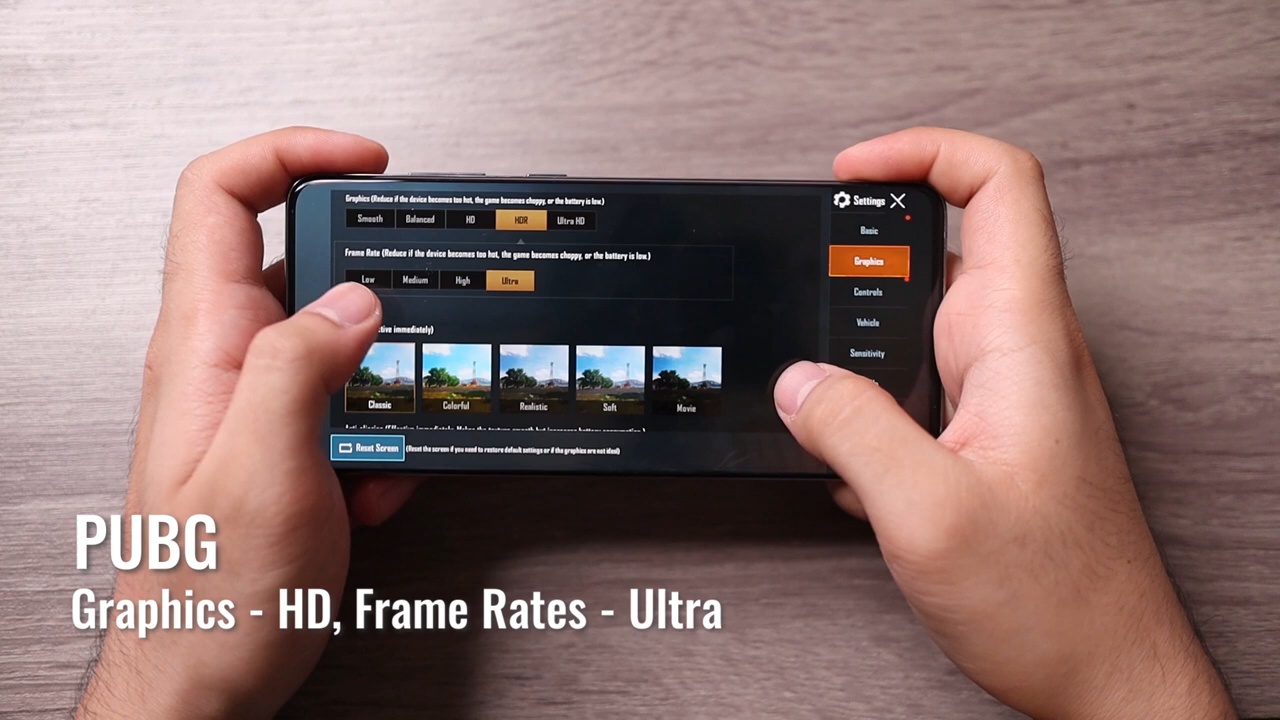 Graphics (Reduce if the device becomes too hot, the game becomes choppy, or the battery is low.)
Smooth Balanced HD HDR Ultra HD
Frame Rate (Reduce if the device becomes too hot, the game becomes choppy, or the battery is low.)
Low Medium High Ultra
ctive immediately)
Classic Colorful Realistic Soft Movie
Reset Screen (Reset the screen if you need to restore default settings or if the graphics are not ideal)
Settings
Basic
Graphics
Controls
Vehicle
Sensitivity
PUBG
Graphics - HD, Frame Rates - Ultra